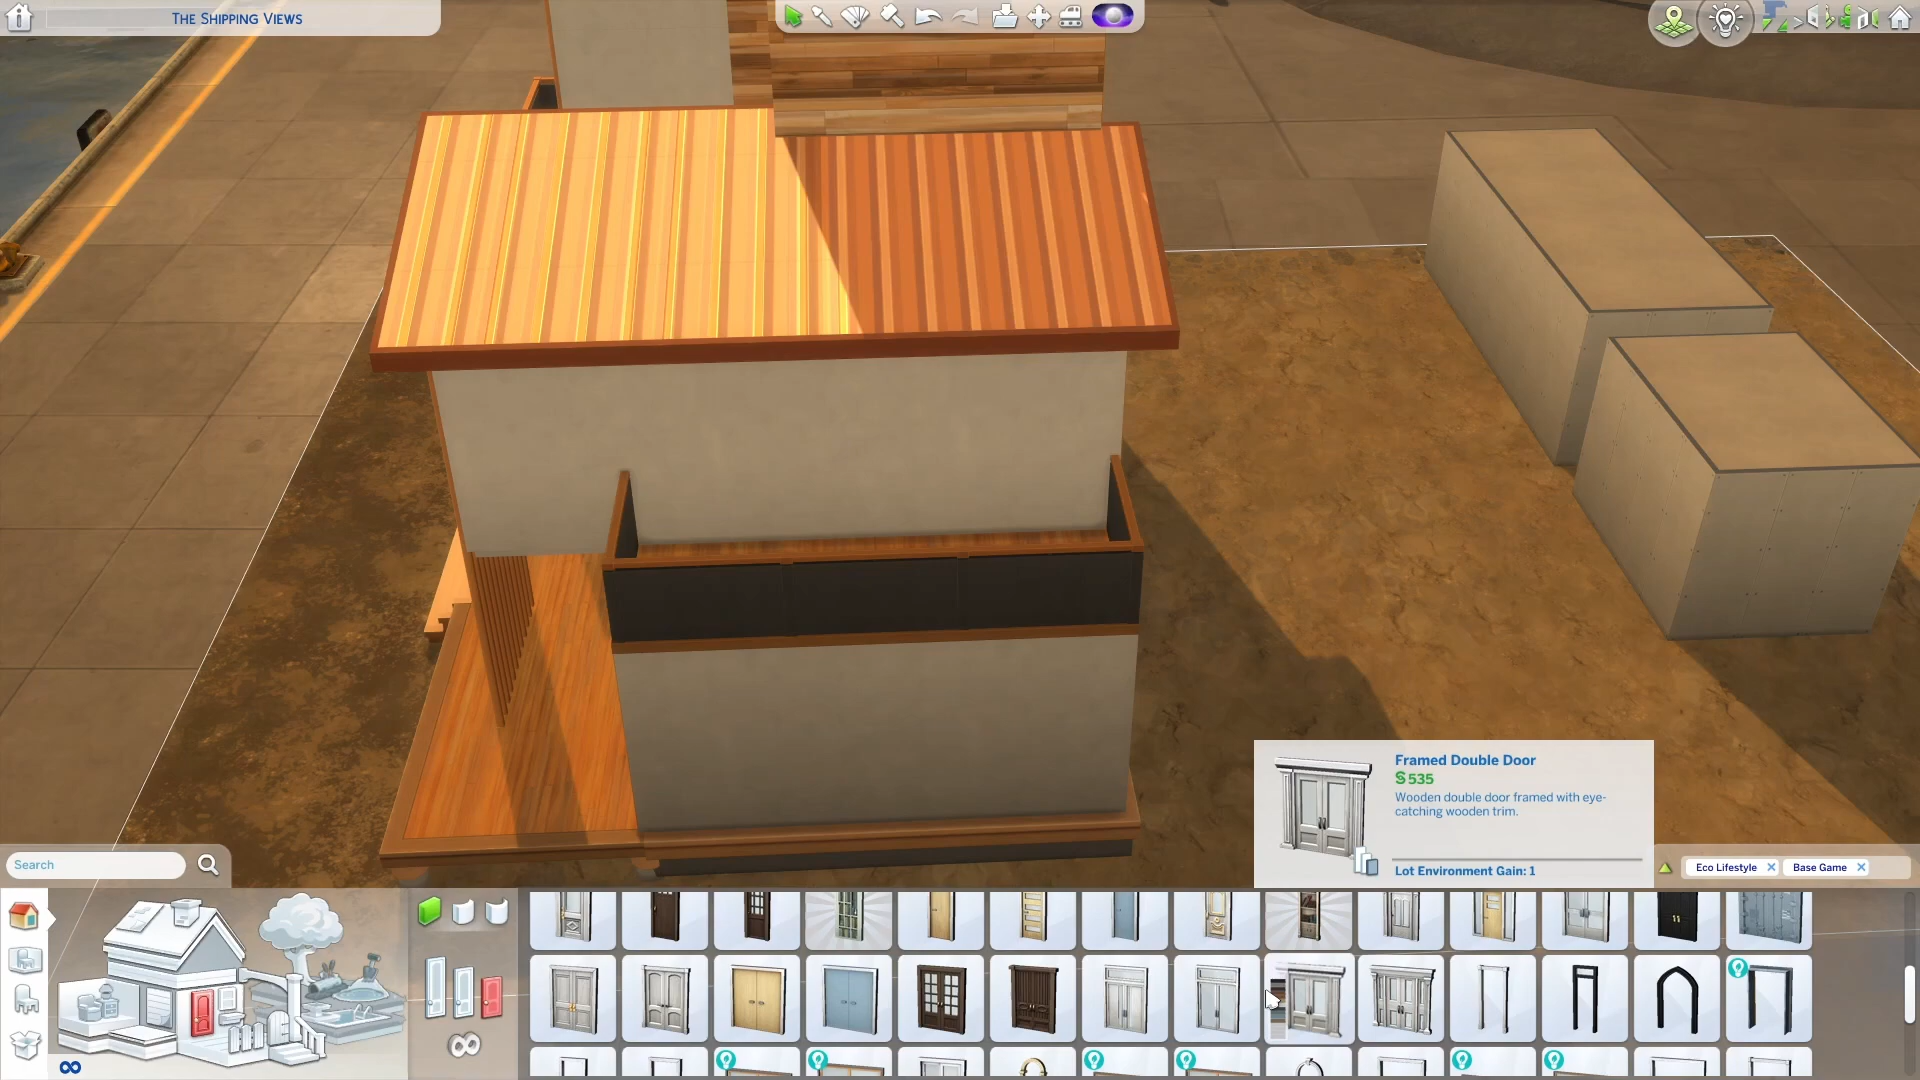 The Shipping Views
Framed Double Door
§535
Wooden double door framed with eye-
catching wooden trim.
Lot Environment Gain: 1
Search
Eco Lifestyle
Base Game